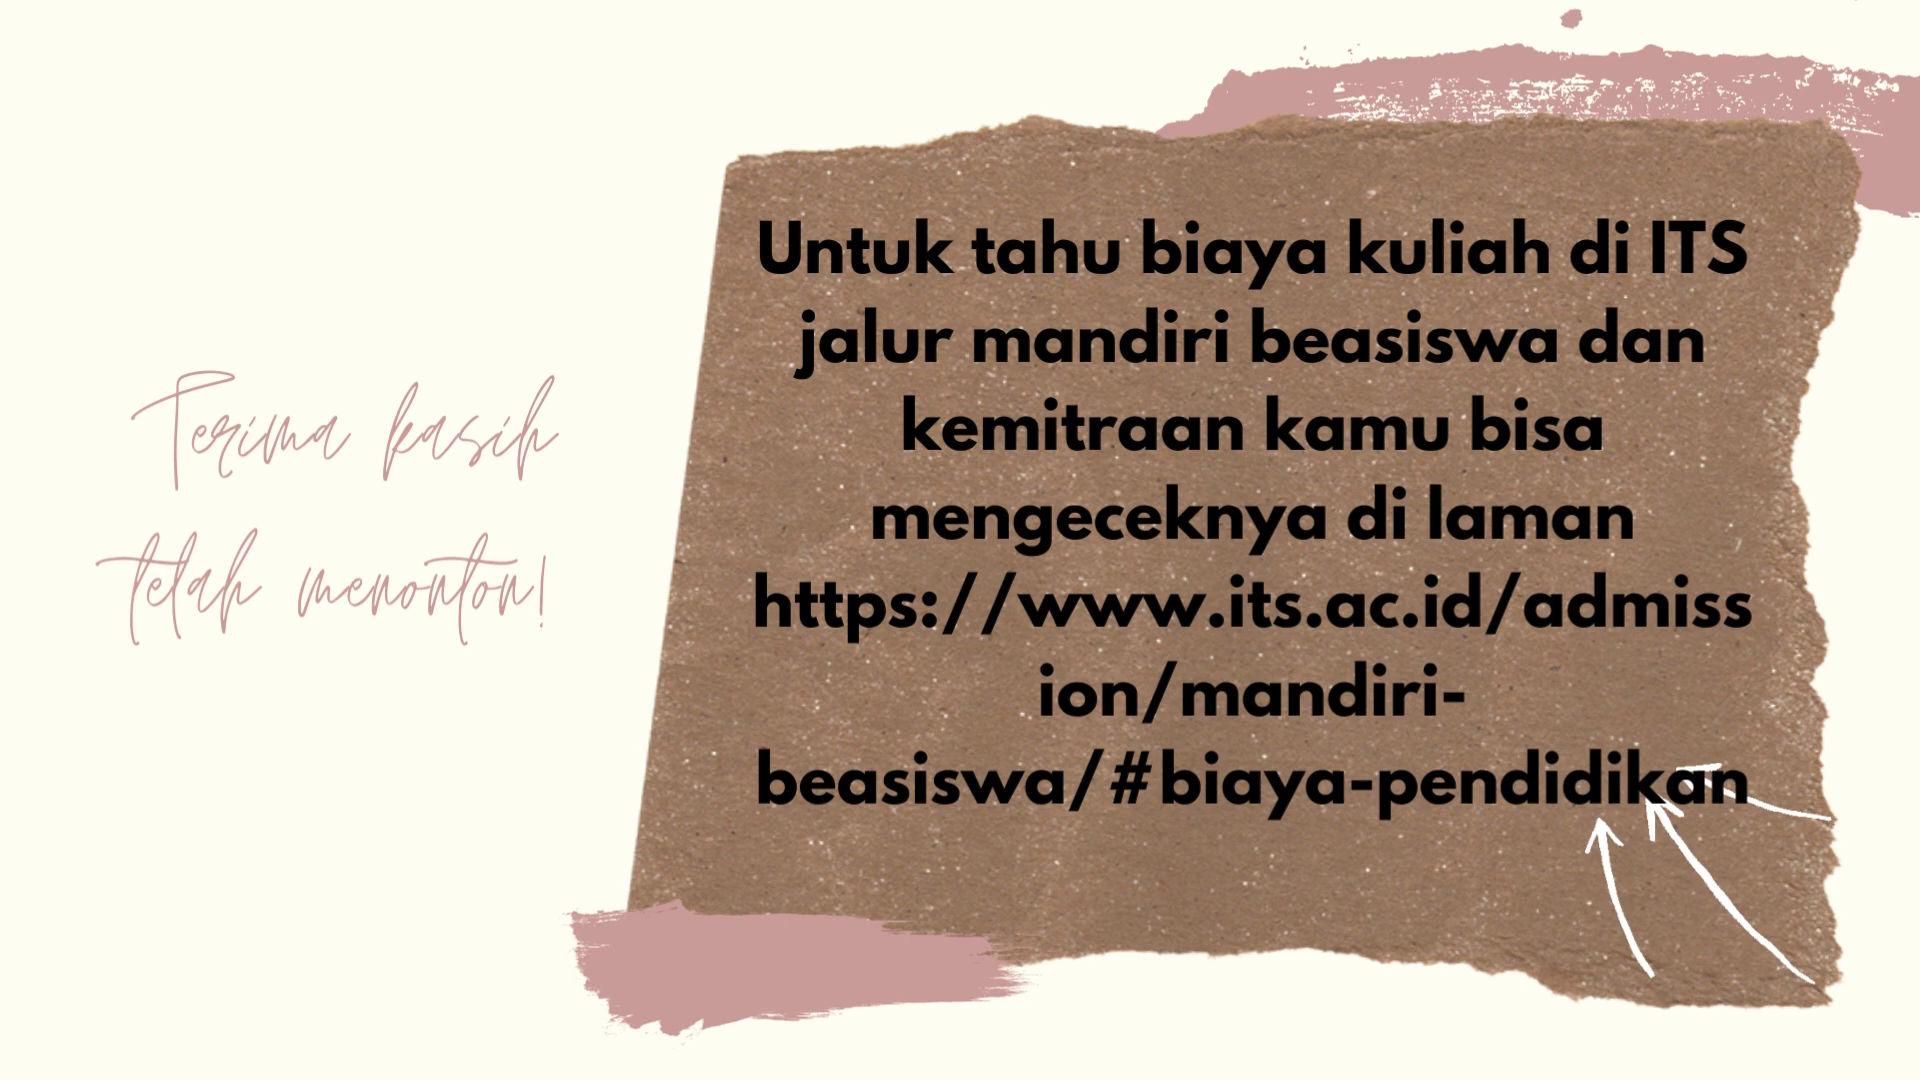 Terima kasih
telah menonton!
Untuk tahu biaya kuliah di ITS
jalur mandiri beasiswa dan
kemitraan kamu bisa
mengeceknya di laman
https://www.its.ac.id/admiss
ion/mandiri-
beasiswa/#biaya-pendidikan